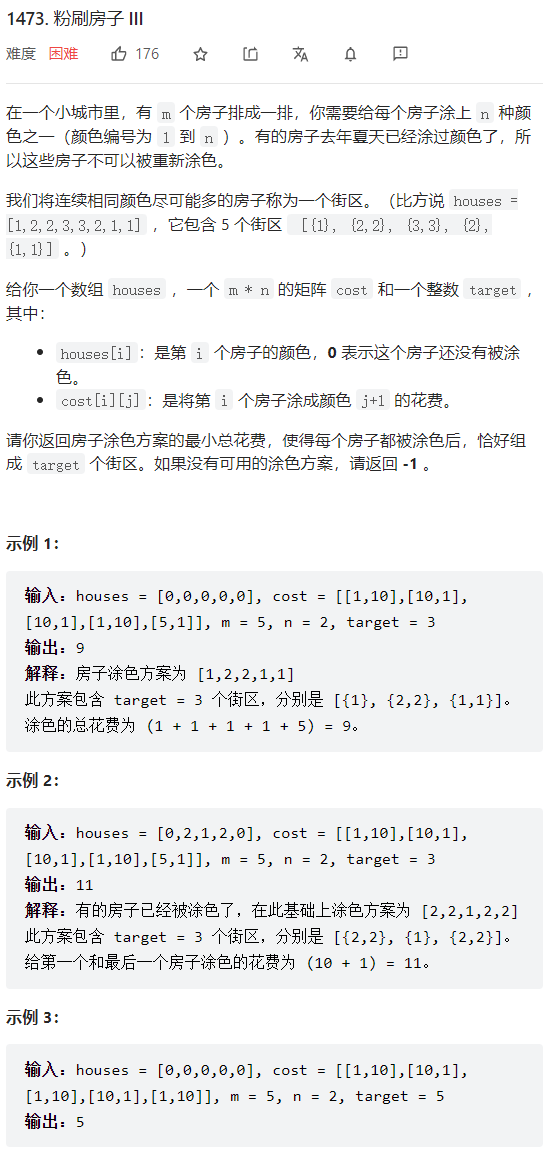 1473. 粉刷房子 III
难度 困难 176
在一个小城市里，有 m 个房子排成一排，你需要给每个房子涂上 n 种颜
色之一（颜色编号为 1 到 n ）。有的房子去年夏天已经涂过颜色了，所
以这些房子不可以被重新涂色。
我们将连续相同颜色尽可能多的房子称为一个街区。（比方说 houses =
[1,2,2,3,3,2,1,1] ，它包含 5 个街区 [{1}, {2,2}, {3,3}, {2},
{1,1}] 。）
给你一个数组 houses ，一个 m * n 的矩阵 cost 和一个整数 target ，
其中：
• houses[i]：是第 i 个房子的颜色，0 表示这个房子还没有被涂
色。
• cost[i][j]：是将第 i 个房子涂成颜色 j+1 的花费。
请你返回房子涂色方案的最小总花费，使得每个房子都被涂色后，恰好组
成 target 个街区。如果没有可用的涂色方案，请返回 -1 。
示例 1：
输入：houses = [0,0,0,0,0], cost = [[1,10],[10,1],
[10,1],[1,10],[5,1]], m = 5, n = 2, target = 3
输出：9
解释：房子涂色方案为 [1,2,2,1,1]
此方案包含 target = 3 个街区，分别是 [{1}, {2,2}, {1,1}]。
涂色的总花费为 (1 + 1 + 1 + 1 + 5) = 9。
示例 2：
输入：houses = [0,2,1,2,0], cost = [[1,10],[10,1],
[10,1],[1,10],[5,1]], m = 5, n = 2, target = 3
输出：11
解释：有的房子已经被涂色了，在此基础上涂色方案为 [2,2,1,2,2]
此方案包含 target = 3 个街区，分别是 [{2,2}, {1}, {2,2}]。
给第一个和最后一个房子涂色的花费为 (10 + 1) = 11。
示例 3：
输入：houses = [0,0,0,0,0], cost = [[1,10],[10,1],
[1,10],[10,1],[1,10]], m = 5, n = 2, target = 5
输出：5